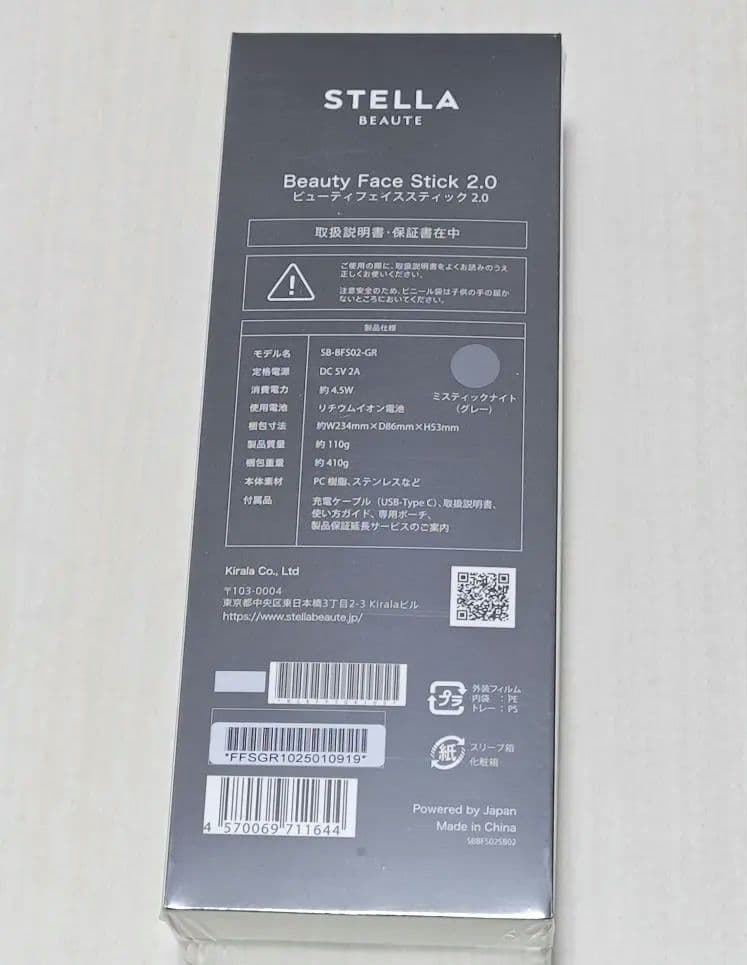 STELLA
BEAUTE
Beauty Face Stick 2.0
ビューティフェイススティック 2.0
取扱説明書・保証書在中
ご使用の際に、取扱説明書をよくお読みのうえ
正しくお使いください。
注意安全のため、ビニール袋は子供の手の届か
ないところにおいてください。
製品仕様
モデル名 SB-BFS02-GR
定格電源 DC 5V 2A
消費電力 約 4.5W
使用電池 リチウムイオン電池
梱包寸法 約W234mm×D86mm×H53mm
製品質量 約 110g
梱包重量 約 410g
本体素材 PC 樹脂、ステンレスなど
付属品 充電ケーブル（USB-Type C）、取扱説明書、
使い方ガイド、専用ポーチ、
製品保証延長サービスのご案内
ミスティックナイト
（グレー）
Kirala Co., Ltd
〒103-0004
東京都中央区東日本橋3丁目2-3 Kiralaビル
https://www.stellabeaute.jp/
プラ
外装フィルム
内袋 ：PE
トレー：PS
*FFSGR1025010919*
紙
スリーブ箱
化粧箱
4 570069 711644
Powered by Japan
Made in China
SBBFS02SB02